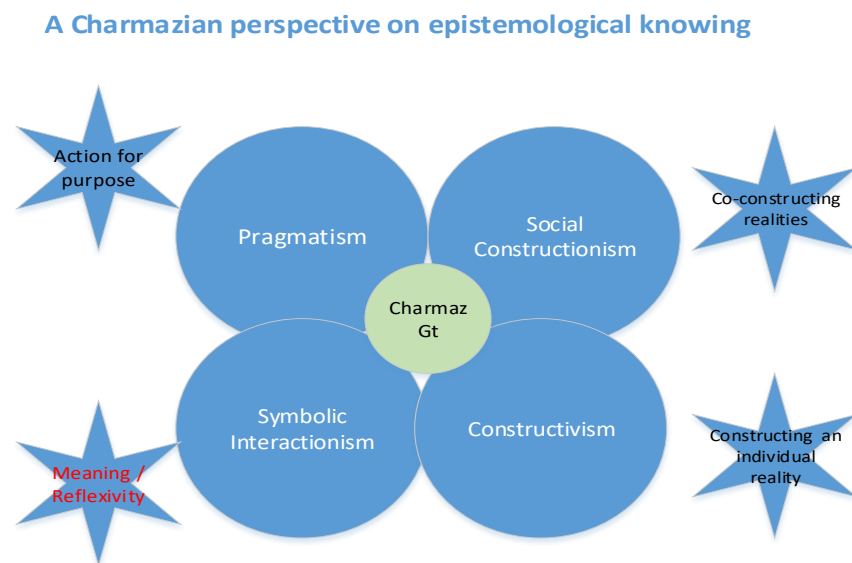 A Charmazian perspective on epistemological knowing
Action for
purpose
Pragmatism
Social
Constructionism
Co-constructing
realities
Charmaz
Gt
Symbolic
Interactionism
Constructivism
Meaning /
Reflexivity
Constructing an
individual
reality